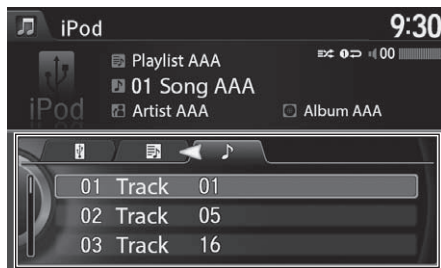 iPod 9:30
Playlist AAA 00
01 Song AAA
iPod Artist AAA Album AAA
01 Track 01
02 Track 05
03 Track 16